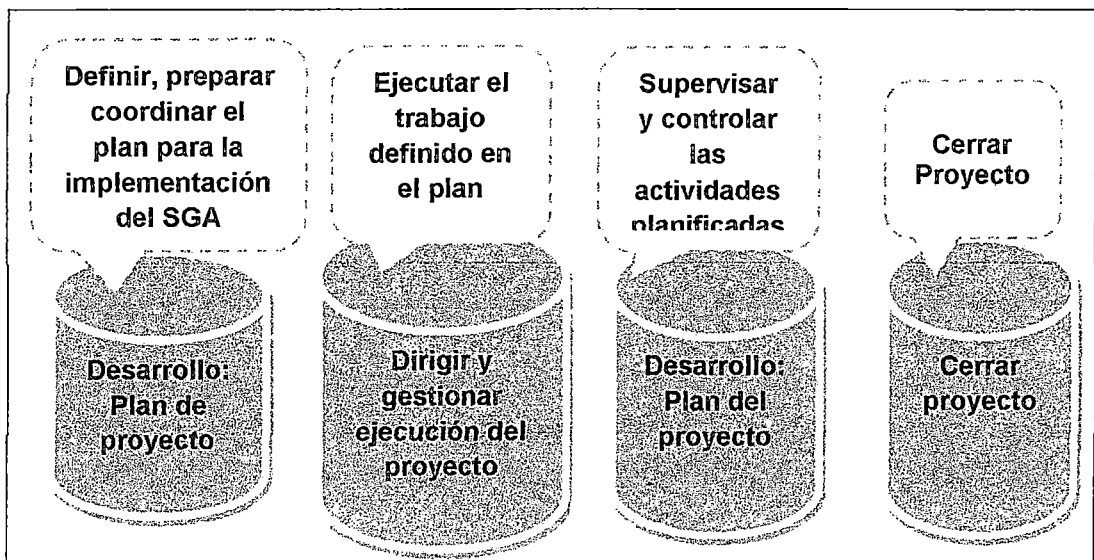 Definir, preparar
coordinar el
plan para la
implementación
del SGA
Ejecutar el
trabajo
definido en
el plan
Supervisar
y controlar
las
actividades
planificadas
Cerrar
Proyecto
Desarrollo:
Plan de
proyecto
Dirigir y
gestionar
ejecución del
proyecto
Desarrollo:
Plan del
proyecto
Cerrar
proyecto